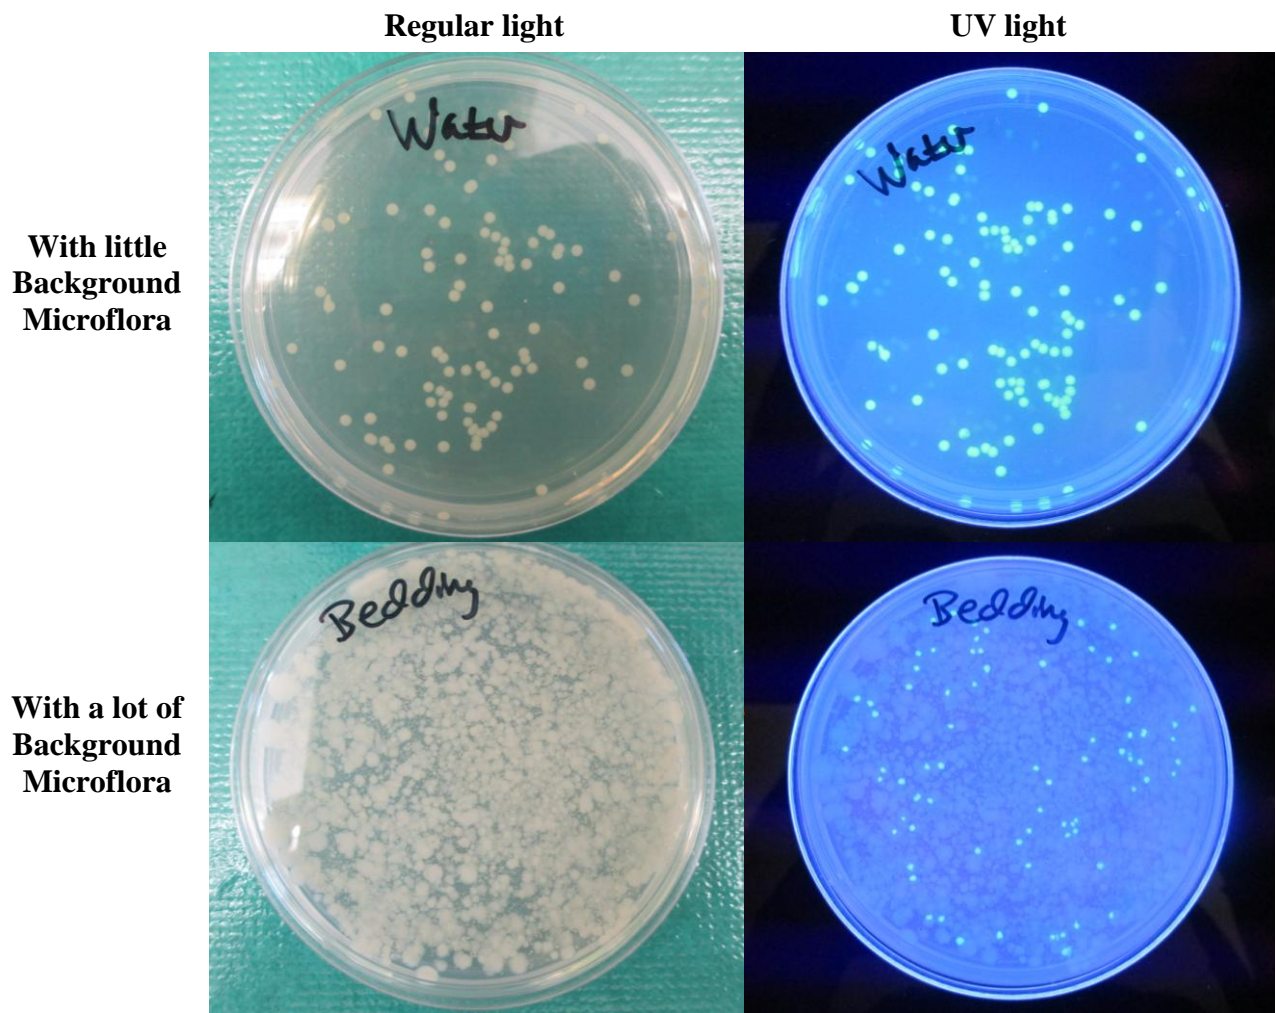 Regular light
UV light
With little
Background
Microflora
Water
Water
With a lot of
Background
Microflora
Bedding
Bedding